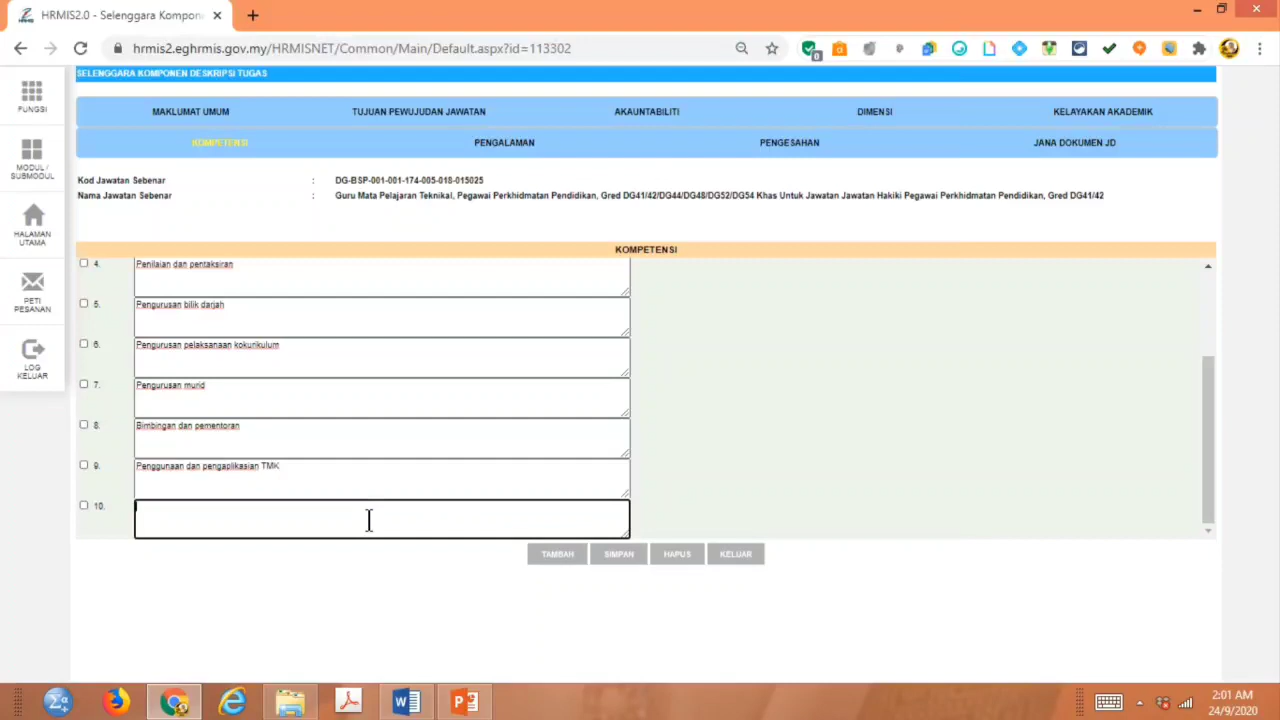 HRMIS2.0 - Selenggara Kompon
hrmis2.eghrmis.gov.my/HRMISNET/Common/Main/Default.aspx?id=113302
SELENGGARA KOMPONEN DESKRIPSI TUGAS
FUNGSI
MODUL / SUBMODUL
HALAMAN UTAMA
PETI PESANAN
LOG KELUAR
MAKLUMAT UMUM TUJUAN PEWUJUDAN JAWATAN AKAUNTABILITI DIMENSI KELAYAKAN AKADEMIK
KOMPETENSI PENGALAMAN PENGESAHAN JANA DOKUMEN JD
Kod Jawatan Sebenar : DG-BSP-001-001-174-005-018-015025
Nama Jawatan Sebenar : Guru Mata Pelajaran Teknikal, Pegawai Perkhidmatan Pendidikan, Gred DG41/42/DG44/DG48/DG52/DG54 Khas Untuk Jawatan Jawatan Hakiki Pegawai Perkhidmatan Pendidikan, Gred DG41/42
KOMPETENSI
4. Penilaian dan pentaksiran
5. Pengurusan bilik darjah
6. Pengurusan pelaksanaan kokurikulum
7. Pengurusan murid
8. Bimbingan dan pementoran
9. Penggunaan dan pengaplikasian TMK
10.
TAMBAH SIMPAN HAPUS KELUAR
2:01 AM
24/9/2020